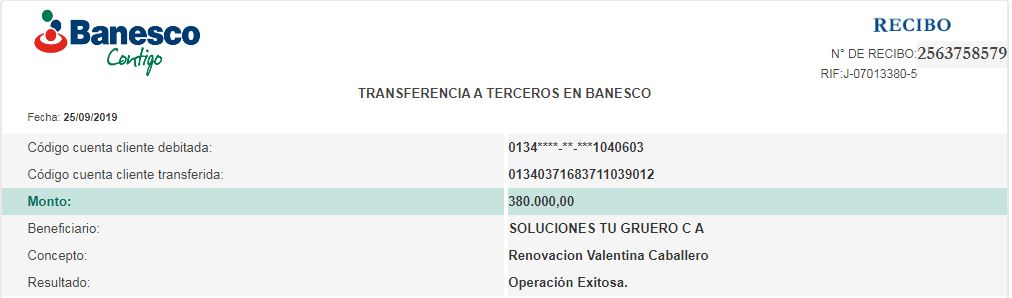 Banesco
Contigo
RECIBO
N° DE RECIBO:2563758579
RIF:J-07013380-5
TRANSFERENCIA A TERCEROS EN BANESCO
Fecha: 25/09/2019
Código cuenta cliente debitada: 0134****-**-***1040603
Código cuenta cliente transferida: 01340371683711039012
Monto: 380.000,00
Beneficiario: SOLUCIONES TU GRUERO C A
Concepto: Renovacion Valentina Caballero
Resultado: Operación Exitosa.